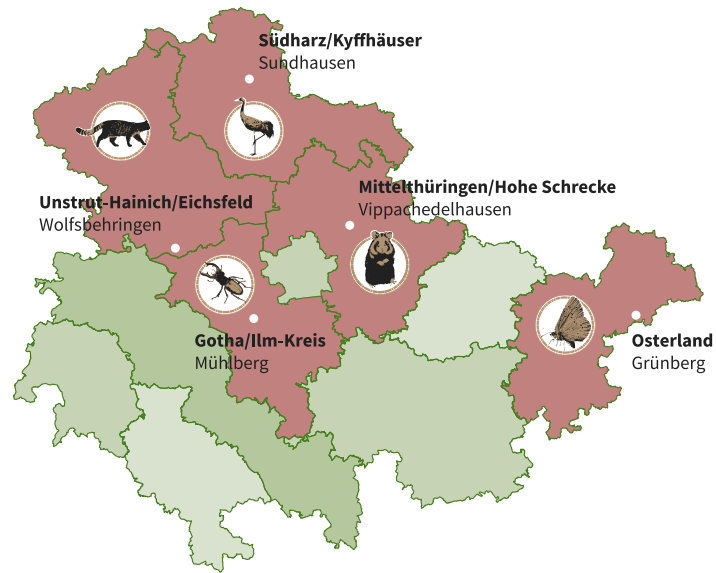 Südharz/Kyffhäuser
Sundhausen
Mittelthüringen/Hohe Schrecke
Vippachedelhausen
Unstrut-Hainich/Eichsfeld
Wolfsbehringen
Gotha/Ilm-Kreis
Mühlberg
Osterland
Grünberg